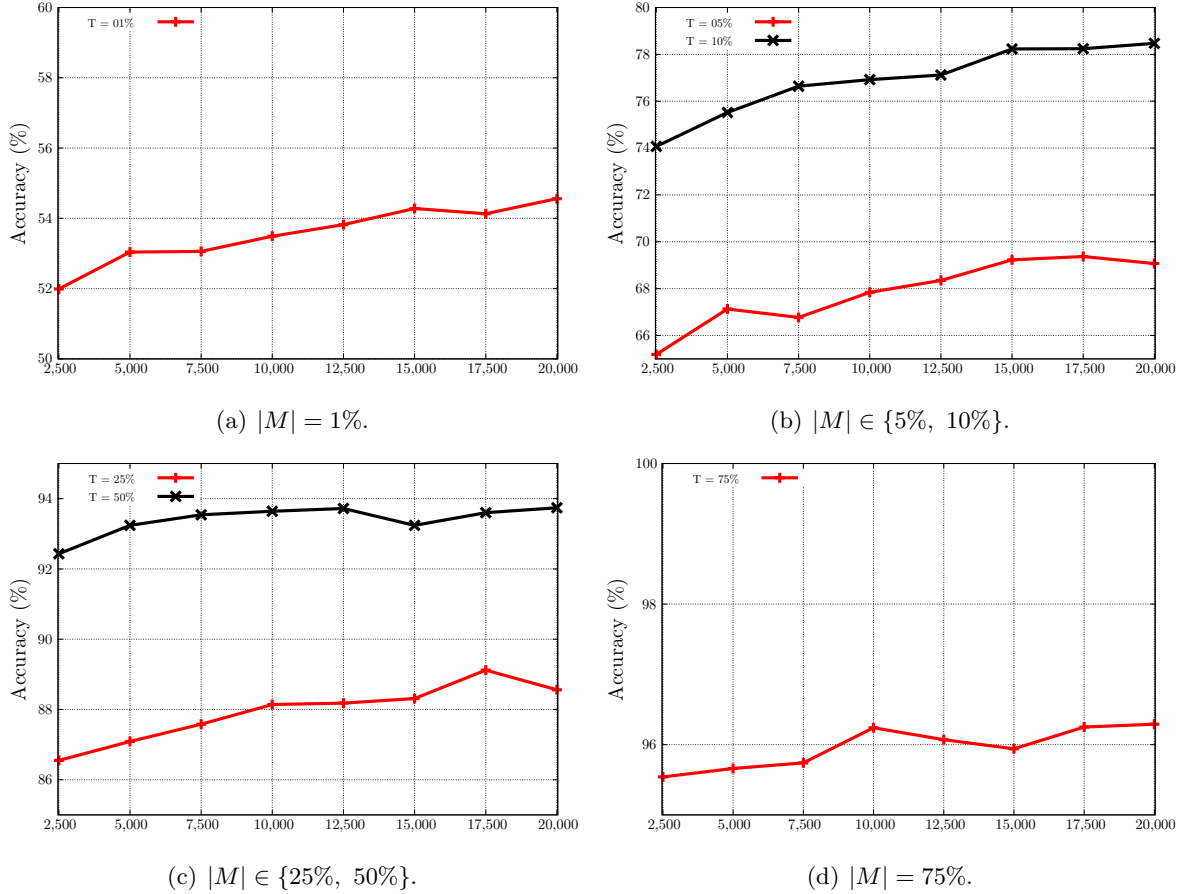 60
58
56
54
52
50
Accuracy (%)
T = 01%
2,500 5,000 7,500 10,000 12,500 15,000 17,500 20,000
(a) |M| = 1%.
80
78
76
74
72
70
68
66
Accuracy (%)
T = 05%
T = 10%
2,500 5,000 7,500 10,000 12,500 15,000 17,500 20,000
(b) |M| ∈ {5%, 10%}.
94
92
90
88
86
Accuracy (%)
T = 25%
T = 50%
2,500 5,000 7,500 10,000 12,500 15,000 17,500 20,000
(c) |M| ∈ {25%, 50%}.
100
98
96
Accuracy (%)
T = 75%
2,500 5,000 7,500 10,000 12,500 15,000 17,500 20,000
(d) |M| = 75%.